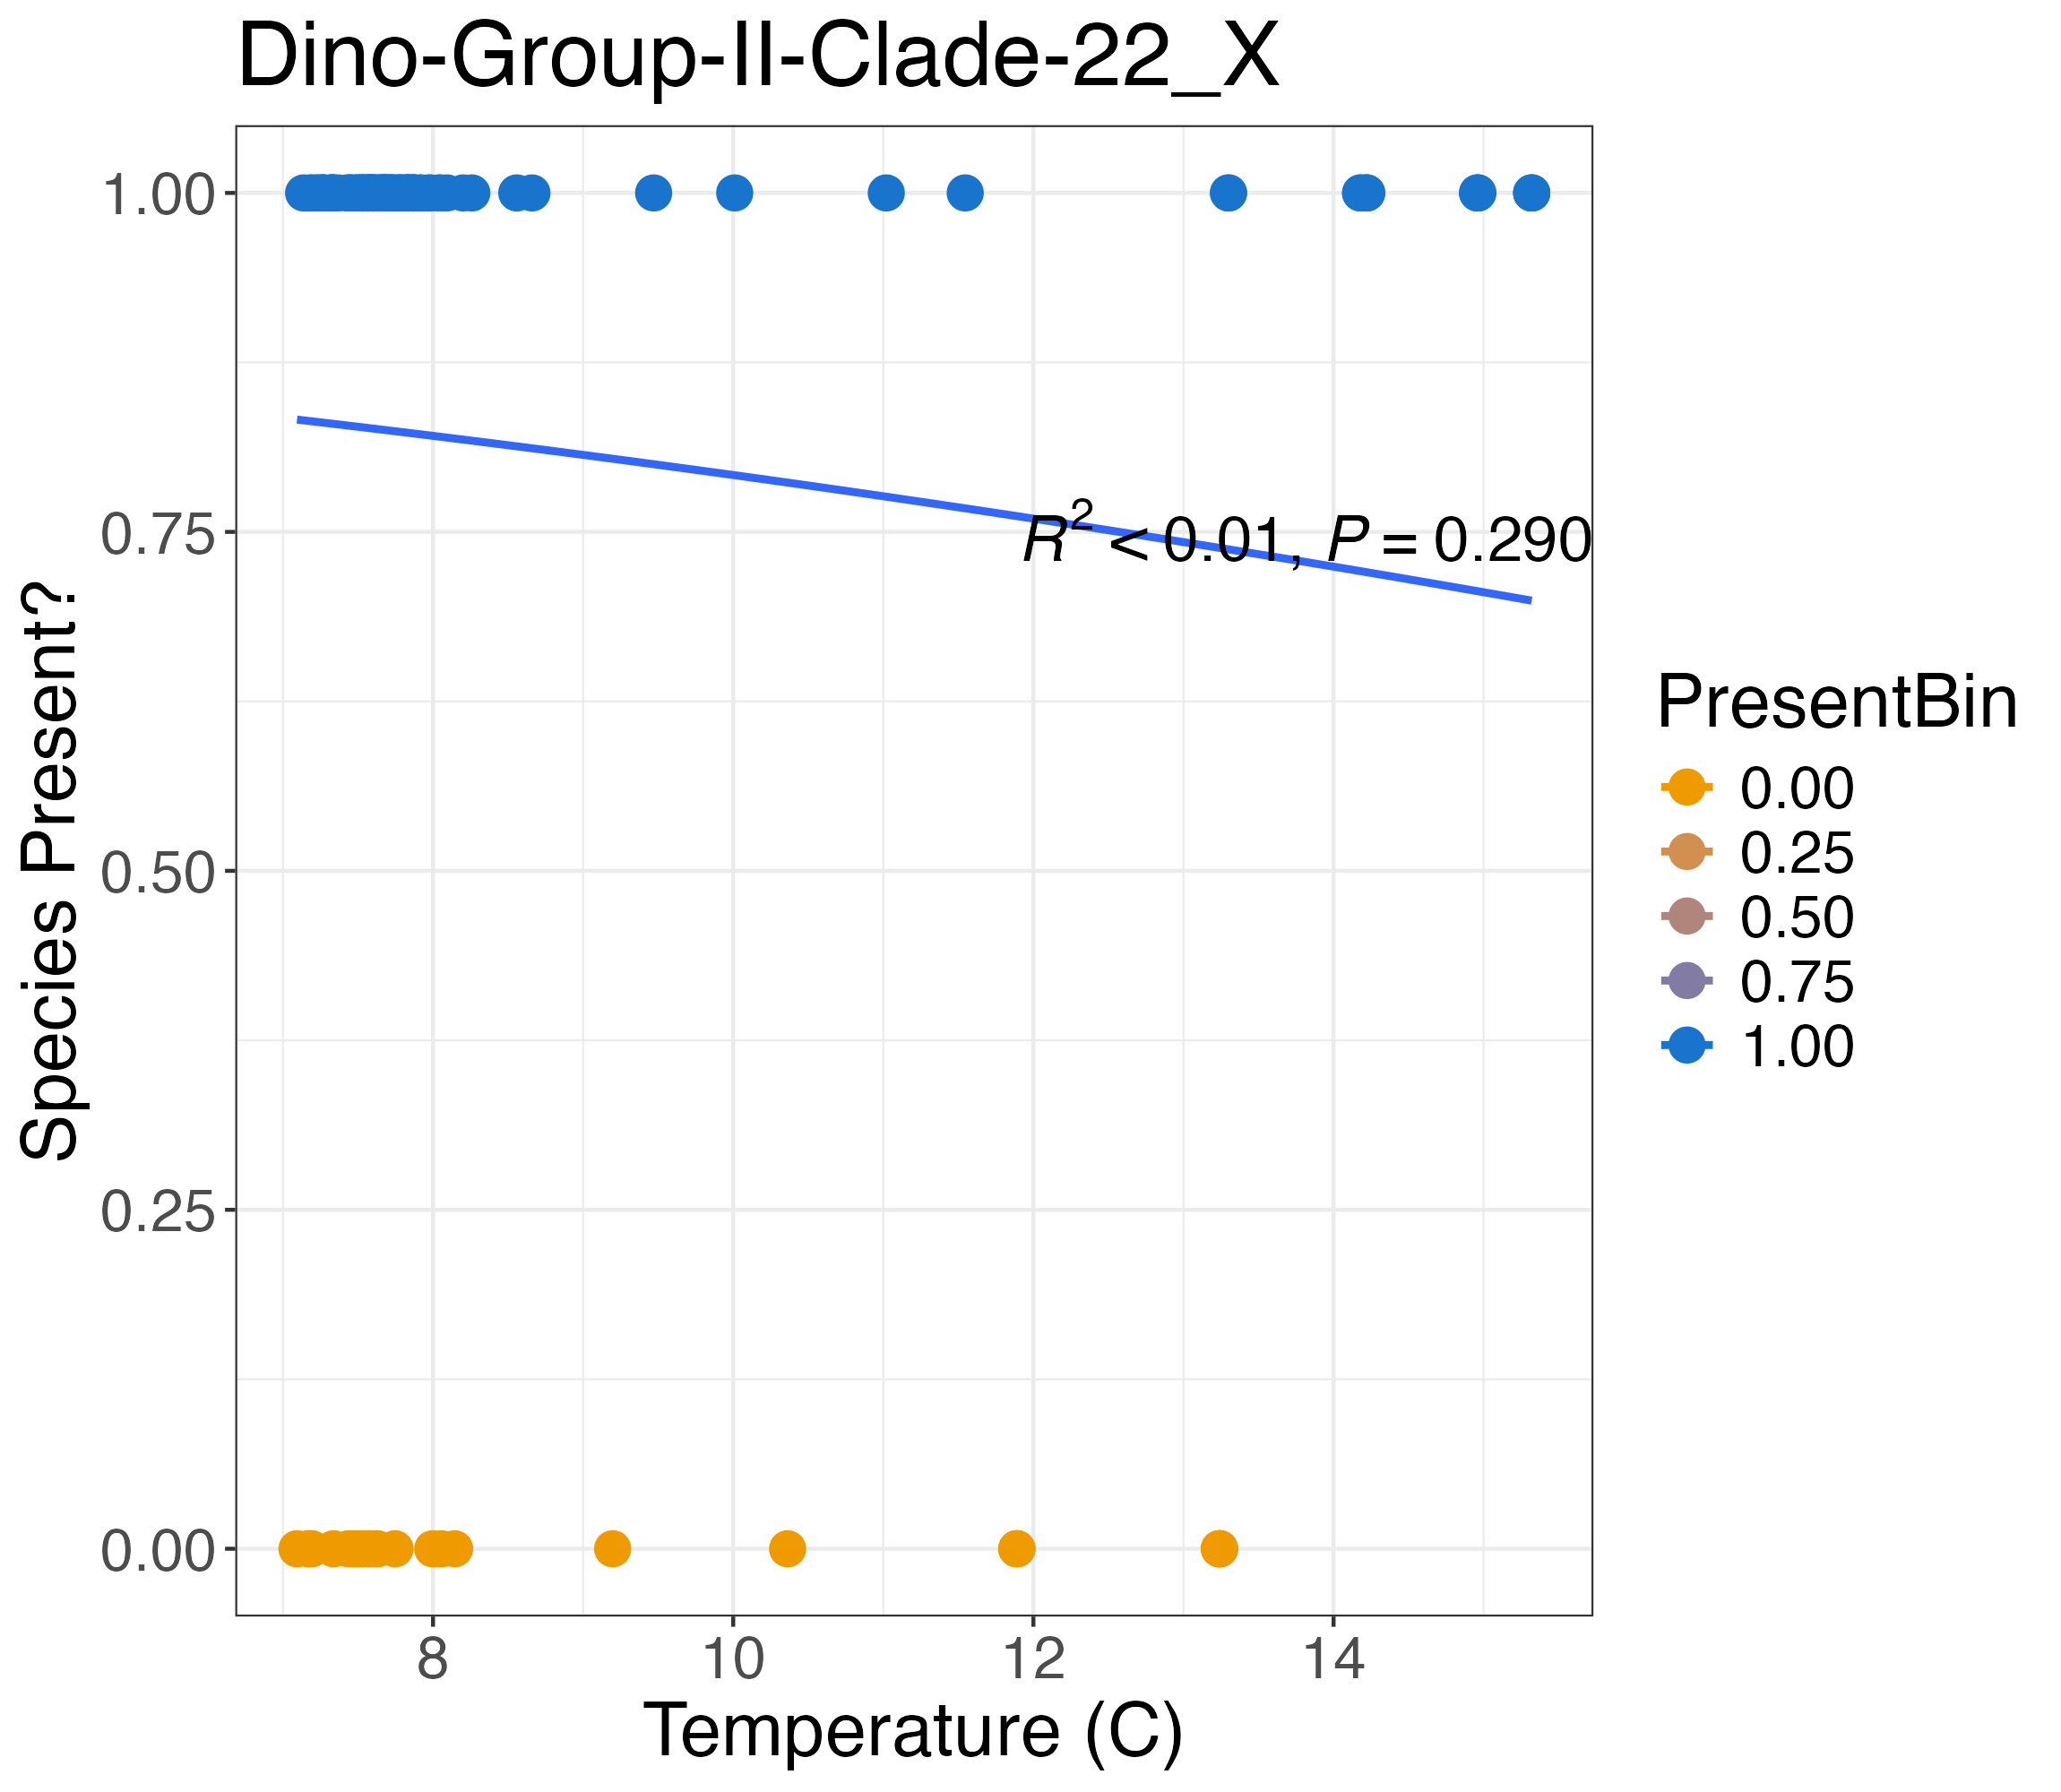 Dino-Group-II-Clade-22_X
Species Present?
1.00
0.75
0.50
0.25
0.00
R² < 0.01, P = 0.290
8 10 12 14
Temperature (C)
PresentBin
0.00
0.25
0.50
0.75
1.00